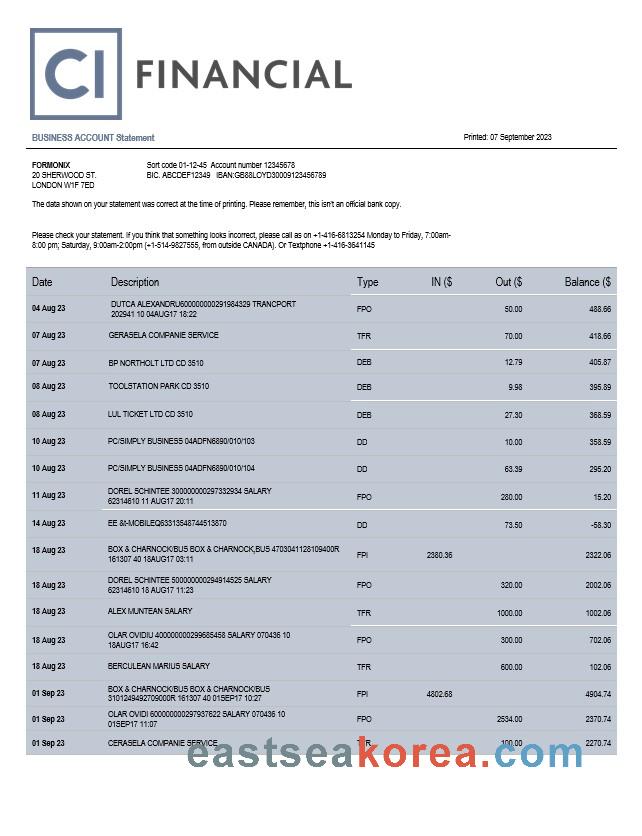 CI FINANCIAL
BUSINESS ACCOUNT Statement Printed: 07 September 2023
FORMONIX Sort code 01-12-45 Account number 12345678
20 SHERWOOD ST. BIC. ABCDEF12349 IBAN:GB88LOYD30009123456789
LONDON W1F 7ED
The data shown on your statement was correct at the time of printing. Please remember, this isn't an official bank copy.
Please check your statement. If you think that something looks incorrect, please call as on +1-416-6813254 Monday to Friday, 7:00am-
8:00 pm; Saturday, 9:00am-2:00pm (+1-514-9827555, from outside CANADA). Or Textphone +1-416-3641145
Date Description Type IN ($ Out ($ Balance ($
04 Aug 23 DUTCA ALEXANDRU600000000291984329 TRANCPORT FPO 50.00 488.66
202941 10 04AUG17 18:22
07 Aug 23 GERASELA COMPANIE SERVICE TFR 70.00 418.66
07 Aug 23 BP NORTHOLT LTD CD 3510 DEB 12.79 405.87
08 Aug 23 TOOLSTATION PARK CD 3510 DEB 9.98 395.89
08 Aug 23 LUL TICKET LTD CD 3510 DEB 27.30 368.59
10 Aug 23 PC/SIMPLY BUSINESS 04ADFN6890/010/103 DD 10.00 358.59
10 Aug 23 PC/SIMPLY BUSINESS 04ADFN6890/010/104 DD 63.39 295.20
11 Aug 23 DOREL SCHINTEE 300000000297332934 SALARY FPO 280.00 15.20
62314610 11 AUG17 20:11
14 Aug 23 EE &t-MOBILEQ63313548744513870 DD 73.50 -58.30
18 Aug 23 BOX & CHARNOCK/BUS BOX & CHARNOCK,BUS 4703041128109400R FPI 2380.36 2322.06
161307 40 18AUG17 03:11
18 Aug 23 DOREL SCHINTEE 500000000294914525 SALARY FPO 320.00 2002.06
62314610 18 AUG17 11:23
18 Aug 23 ALEX MUNTEAN SALARY TFR 1000.00 1002.06
18 Aug 23 OLAR OVIDIU 400000000299685458 SALARY 070436 10 FPO 300.00 702.06
18AUG17 16:42
18 Aug 23 BERCULEAN MARIUS SALARY TFR 600.00 102.06
01 Sep 23 BOX & CHARNOCK/BUS BOX & CHARNOCK/BUS FPI 4802.68 4904.74
3101249492709000R 161307 40 01SEP17 10:27
01 Sep 23 OLAR OVIDI 600000000297937622 SALARY 070436 10 FPO 2534.00 2370.74
01SEP17 11:07
01 Sep 23 CERASELA COMPANIE SERVICE TFR 100.00 2270.74
eastseakorea.com